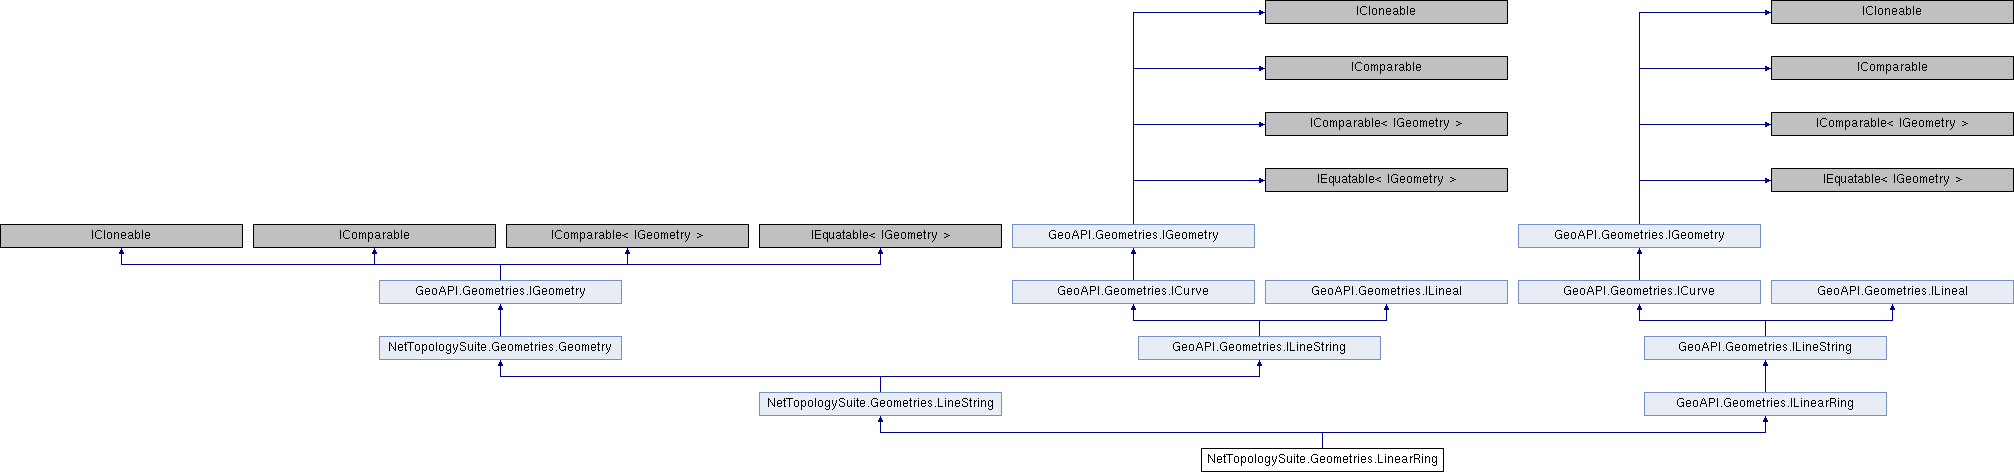 ICloneable ICloneable
IComparable IComparable
IComparable< IGeometry > IComparable< IGeometry >
IEquatable< IGeometry > IEquatable< IGeometry >
ICloneable IComparable IComparable< IGeometry > IEquatable< IGeometry > GeoAPI.Geometries.IGeometry GeoAPI.Geometries.IGeometry
GeoAPI.Geometries.IGeometry GeoAPI.Geometries.ICurve GeoAPI.Geometries.ILineal GeoAPI.Geometries.ICurve GeoAPI.Geometries.ILineal
NetTopologySuite.Geometries.Geometry GeoAPI.Geometries.ILineString GeoAPI.Geometries.ILineString
NetTopologySuite.Geometries.LineString GeoAPI.Geometries.ILinearRing
NetTopologySuite.Geometries.LinearRing